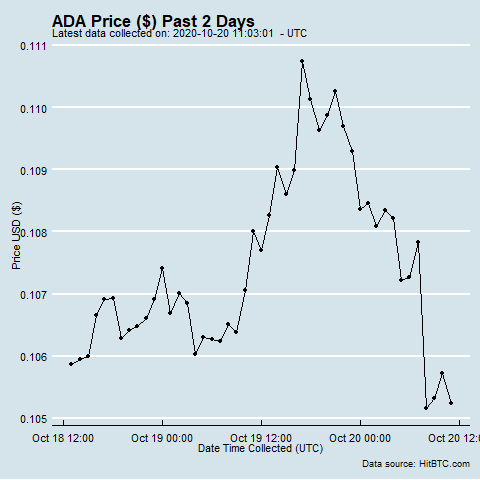 ADA Price ($) Past 2 Days
Latest data collected on: 2020-10-20 11:03:01 - UTC
0.111
0.110
0.109
0.108
0.107
0.106
0.105
Price USD ($)
Oct 18 12:00 Oct 19 00:00 Oct 19 12:00 Oct 20 00:00 Oct 20 12:0
Date Time Collected (UTC)
Data source: HitBTC.com